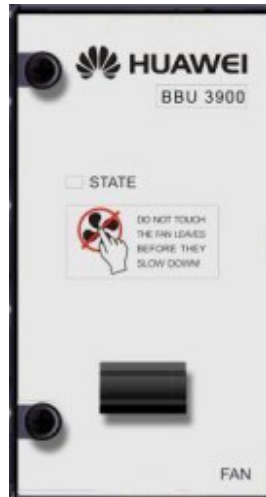 HUAWEI
BBU 3900
STATE
DO NOT TOUCH
THE FAN LEAVES
BEFORE THEY
SLOW DOWN!
FAN